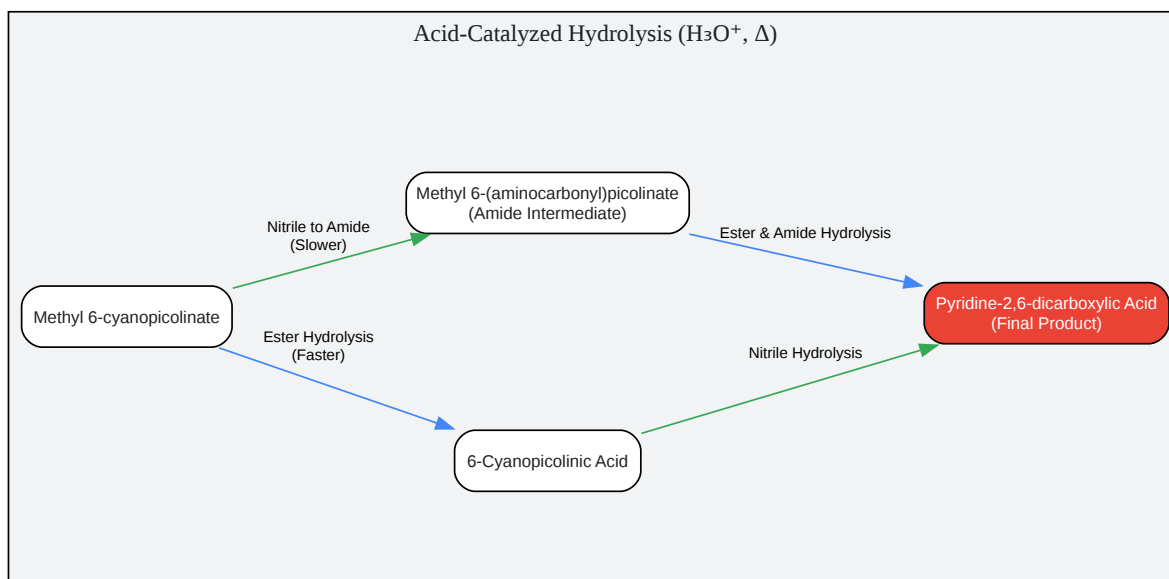 Acid-Catalyzed Hydrolysis (H₃O⁺, Δ)
Methyl 6-(aminocarbonyl)picolinate
(Amide Intermediate)
Nitrile to Amide
(Slower)
Ester & Amide Hydrolysis
Methyl 6-cyanopicolinate
Pyridine-2,6-dicarboxylic Acid
(Final Product)
Ester Hydrolysis
(Faster)
Nitrile Hydrolysis
6-Cyanopicolinic Acid